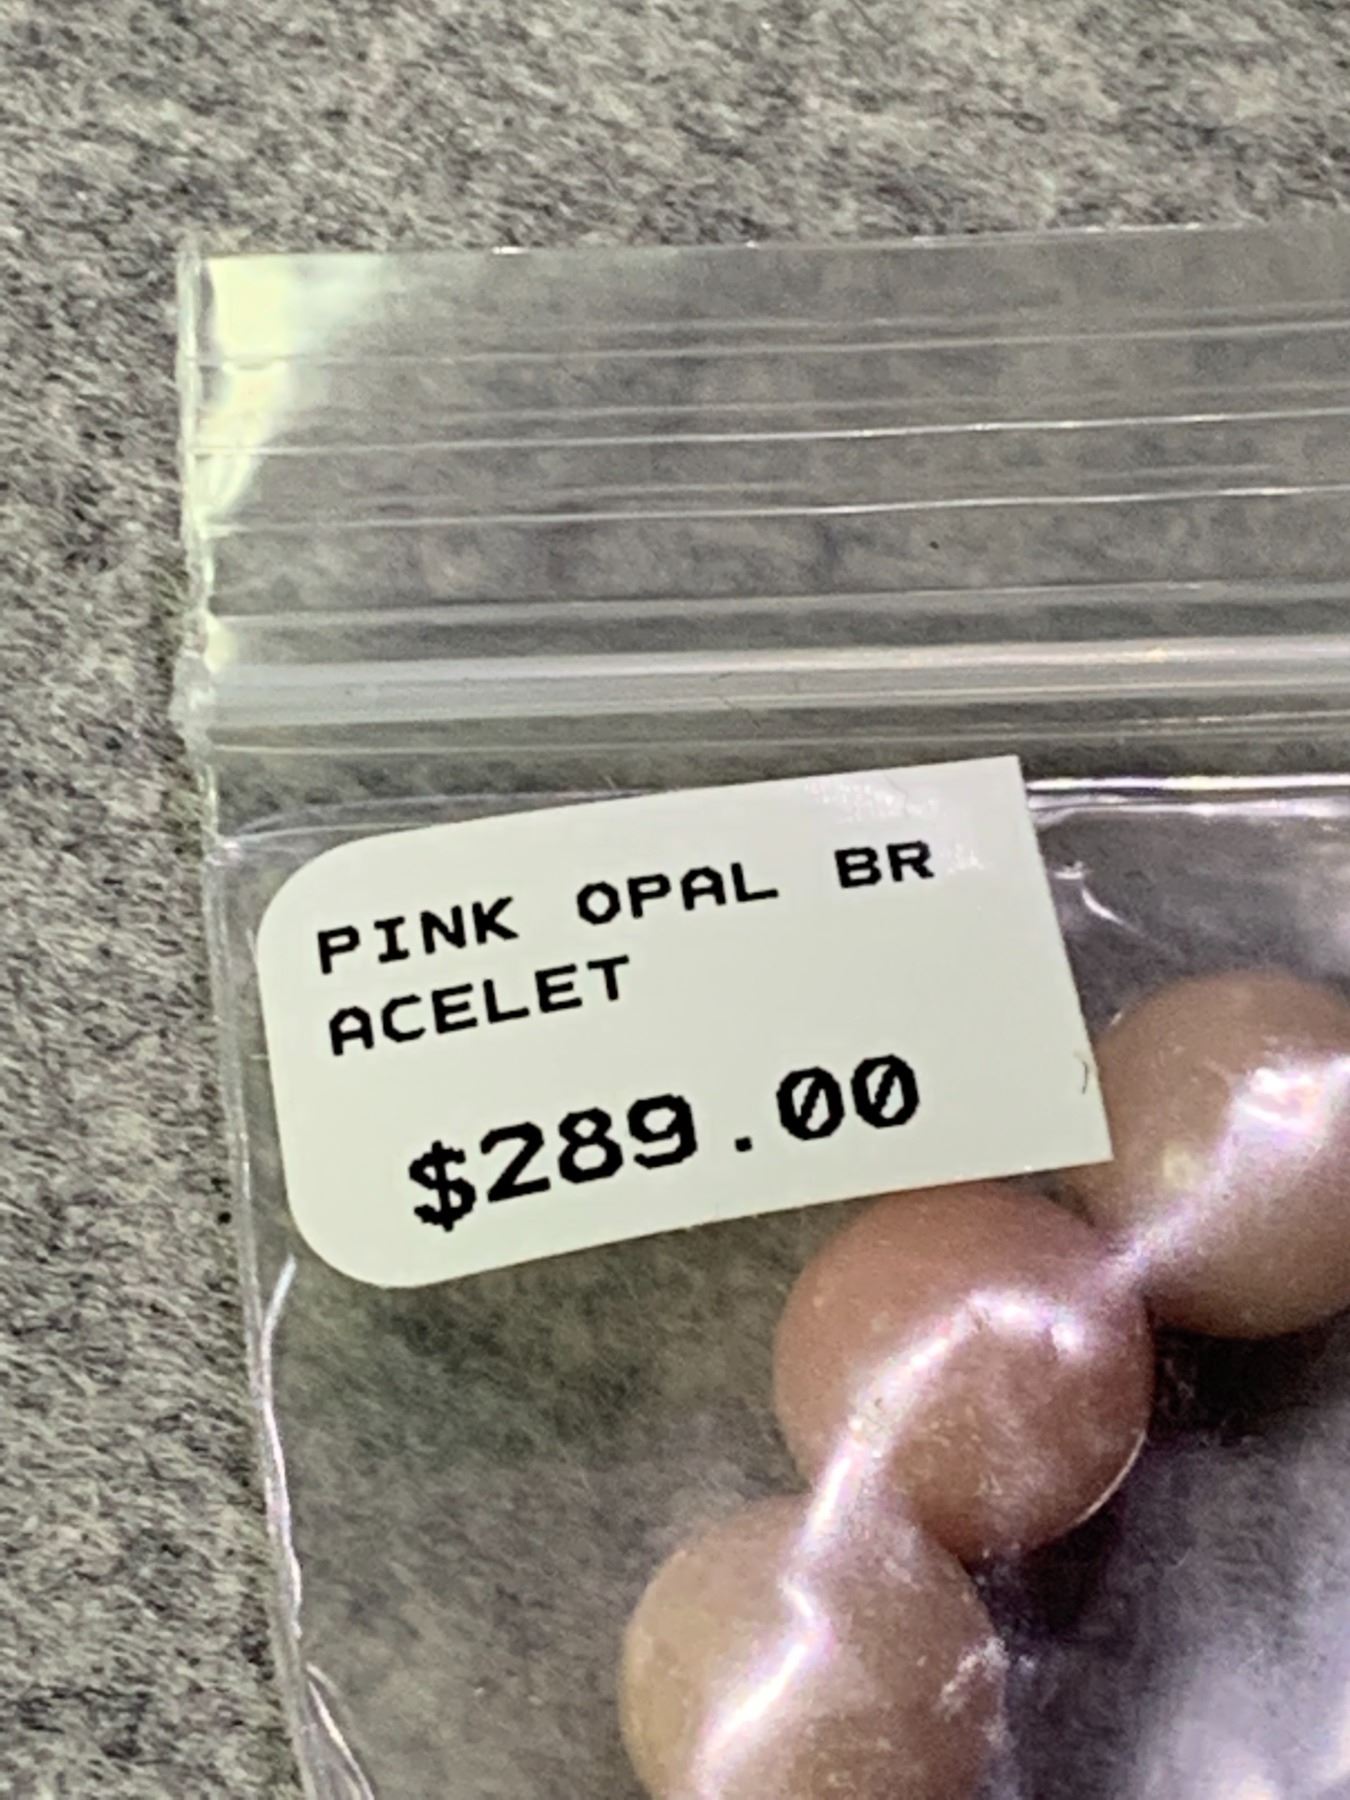 PINK OPAL BR
ACELET
$289.00